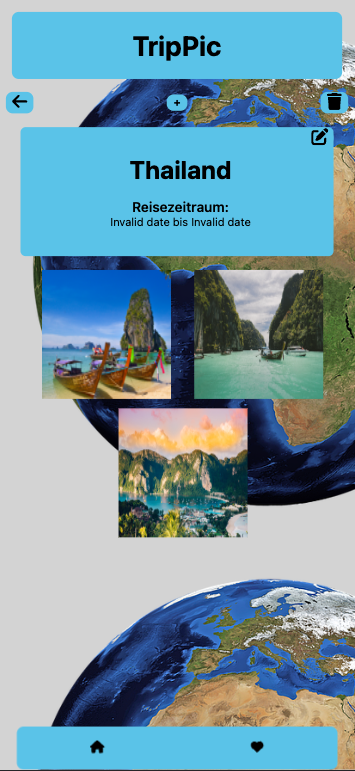 TripPic
+
Thailand
Reisezeitraum:
Invalid date bis Invalid date